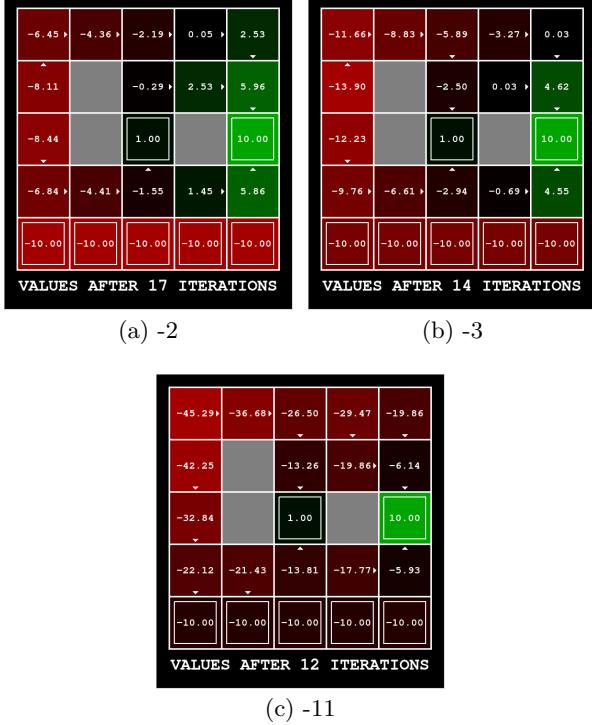 -6.45 -4.36 -2.19 0.05 2.53
-8.11 -0.29 2.53 5.96
-8.44 1.00 10.00
-6.84 -4.41 -1.55 1.45 5.86
-10.00 -10.00 -10.00 -10.00 -10.00
VALUES AFTER 17 ITERATIONS
(a) -2
-11.66 -8.83 -5.89 -3.27 0.03
-13.90 -2.50 0.03 4.62
-12.23 1.00 10.00
-9.76 -6.61 -2.94 -0.69 4.55
-10.00 -10.00 -10.00 -10.00 -10.00
VALUES AFTER 14 ITERATIONS
(b) -3
-45.29 -36.68 -26.50 -29.47 -19.86
-42.25 -13.26 -19.86 -6.14
-32.84 1.00 10.00
-22.12 -21.43 -13.81 -17.77 -5.93
-10.00 -10.00 -10.00 -10.00 -10.00
VALUES AFTER 12 ITERATIONS
(c) -11